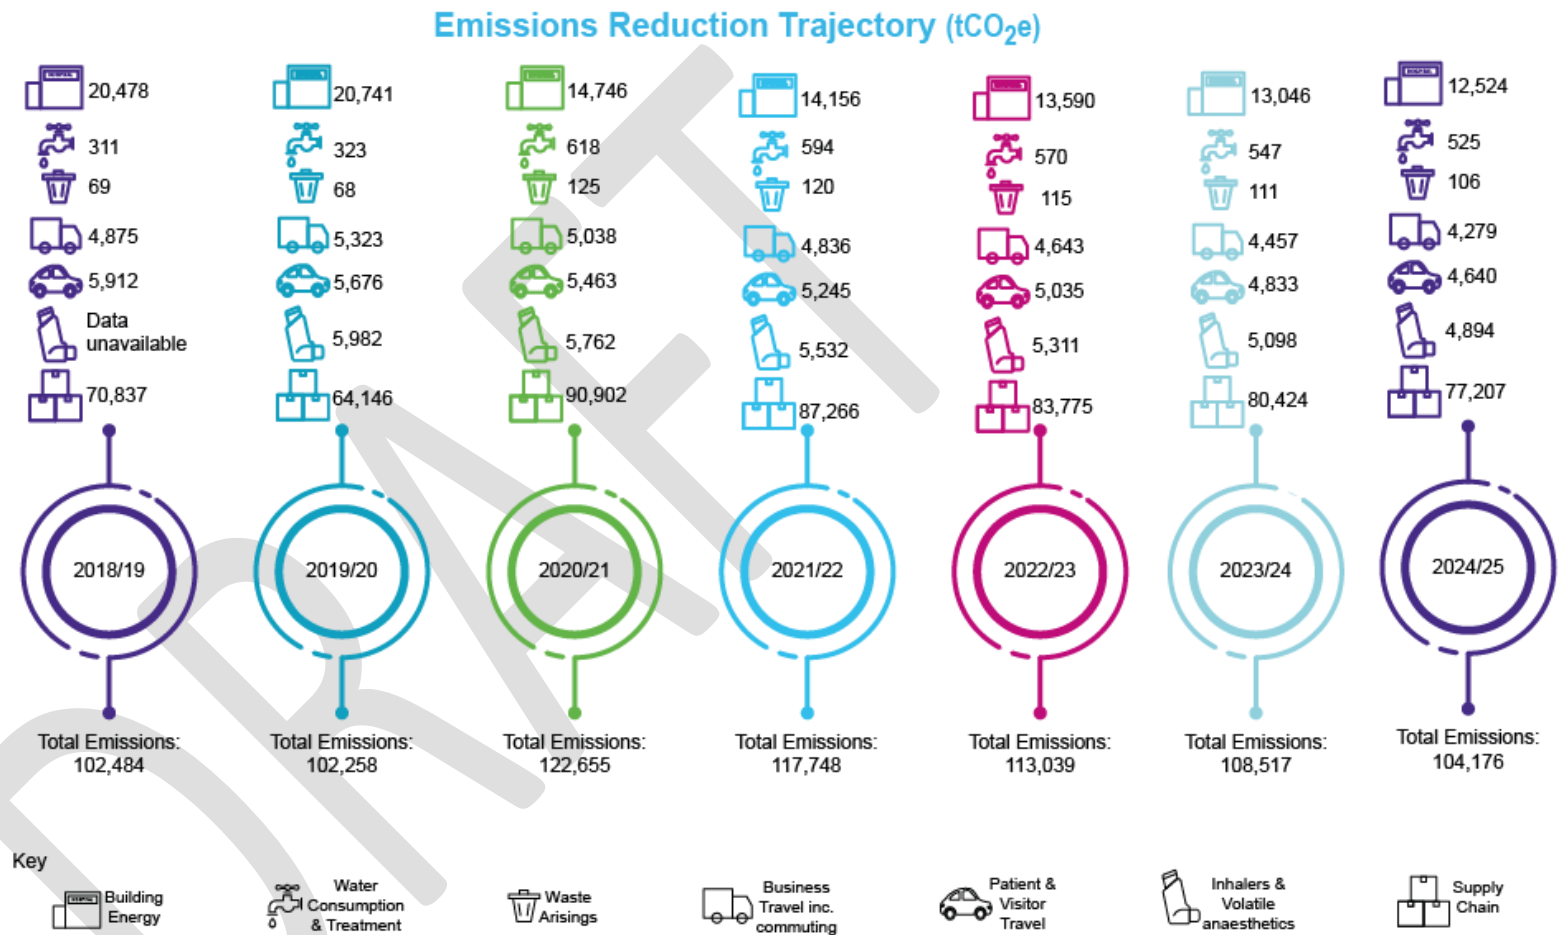 Emissions Reduction Trajectory (tCO2e)
20,478
311
69
4,875
5,912
Data
unavailable
70,837
2018/19
Total Emissions:
102,484
20,741
323
68
5,323
5,676
5,982
64,146
2019/20
Total Emissions:
102,258
14,746
618
125
5,038
5,463
5,762
90,902
2020/21
Total Emissions:
122,655
14,156
594
120
4,836
5,245
5,532
87,266
2021/22
Total Emissions:
117,748
13,590
570
115
4,643
5,035
5,311
83,775
2022/23
Total Emissions:
113,039
13,046
547
111
4,457
4,833
5,098
80,424
2023/24
Total Emissions:
108,517
12,524
525
106
4,279
4,640
4,894
77,207
2024/25
Total Emissions:
104,176
DRAFT
Key
Building
Energy
Water
Consumption
& Treatment
Waste
Arisings
Business
Travel inc.
commuting
Patient &
Visitor
Travel
Inhalers &
Volatile
anaesthetics
Supply
Chain